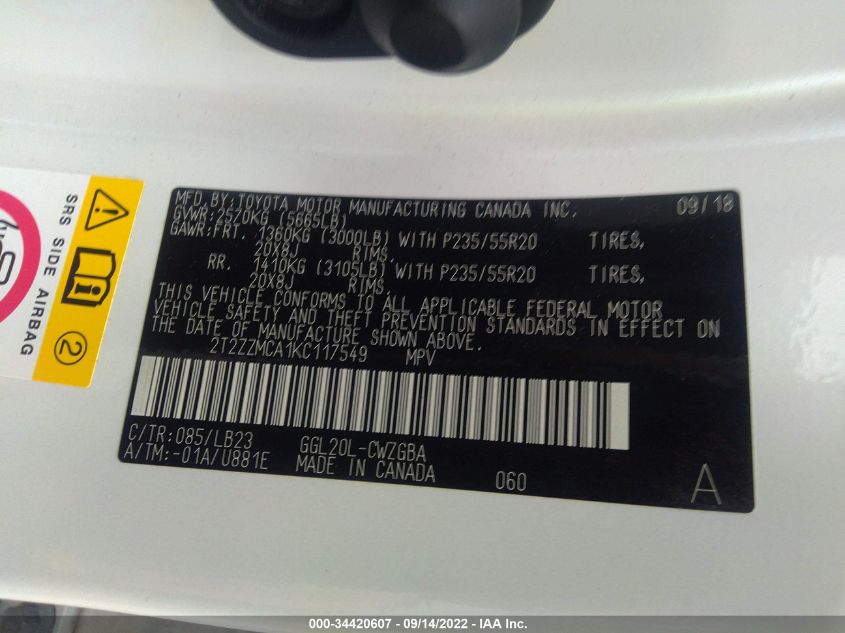 MFD. BY: TOYOTA MOTOR MANUFACTURING CANADA INC. 09/18
GVWR: 2570KG (5665LB)
GAWR: FRT. 1360KG (3000LB) WITH P235/55R20 TIRES,
20X8J RIMS,
RR. 1410KG (3105LB) WITH P235/55R20 TIRES,
20X8J RIMS,
THIS VEHICLE CONFORMS TO ALL APPLICABLE FEDERAL MOTOR
VEHICLE SAFETY AND THEFT PREVENTION STANDARDS IN EFFECT ON
THE DATE OF MANUFACTURE SHOWN ABOVE.
2T2ZZMCA1KC117549 MPV
C/TR: 085/LB23 GGL20L-CWZGBA
A/TM: -01A/U881E MADE IN CANADA 060 A
SRS SIDE AIRBAG
2
000-34420607 - 09/14/2022 - IAA Inc.